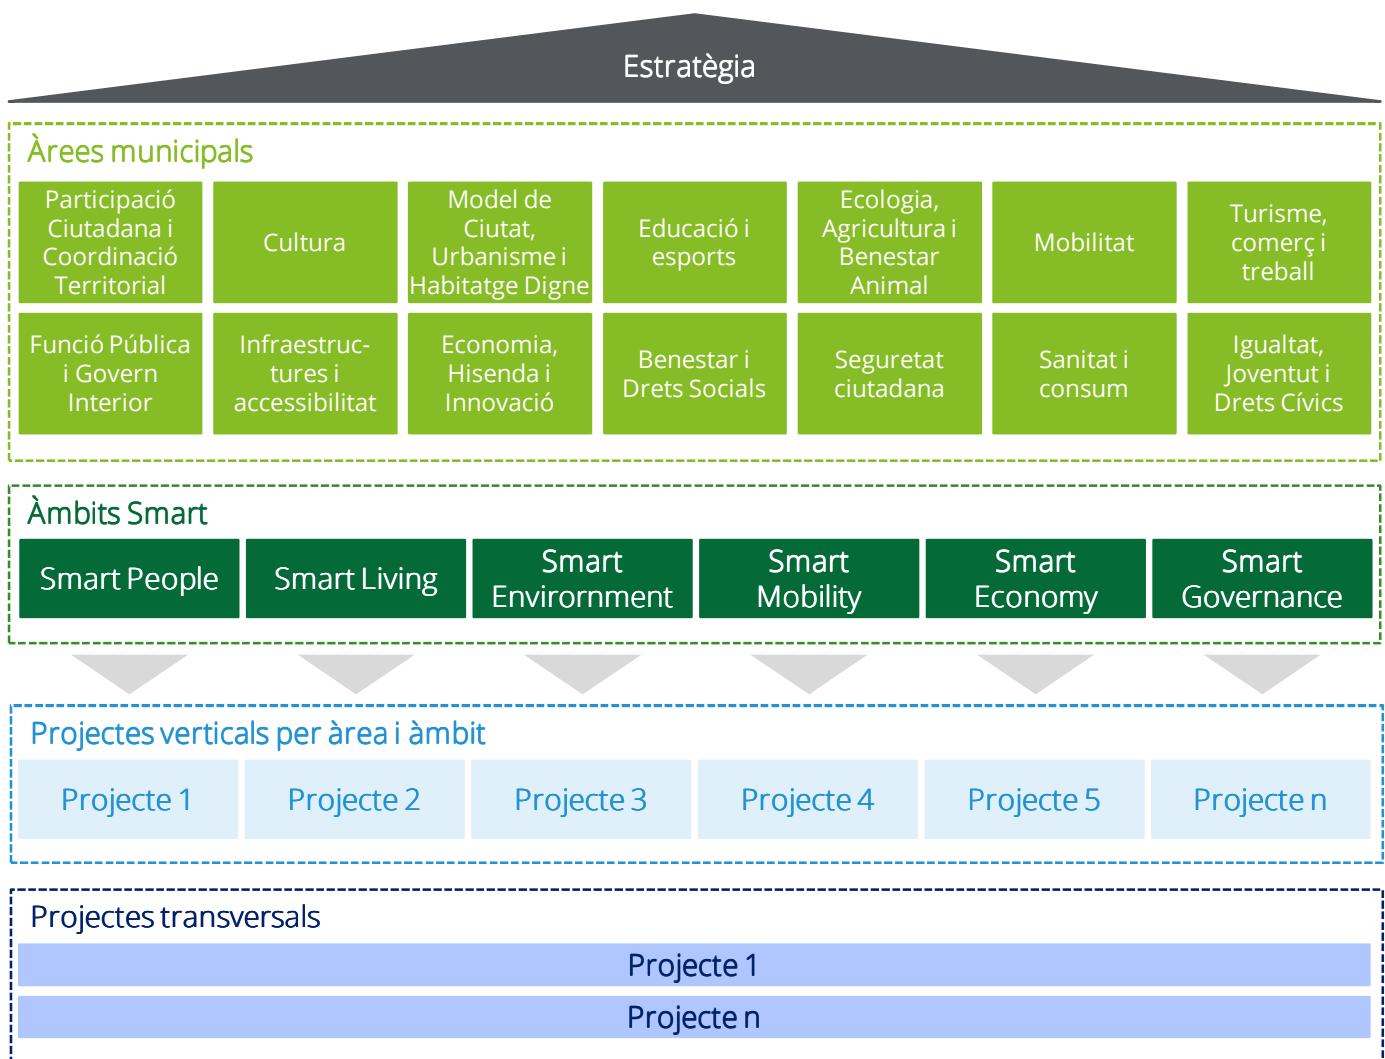 Estratègia
Àrees municipals
Participació
Ciutadana i
Coordinació
Territorial
Cultura
Model de
Ciutat,
Urbanisme i
Habitatge Digne
Educació i
esports
Ecologia,
Agricultura i
Benestar
Animal
Mobilitat
Turisme,
comerç i
treball
Funció Pública
i Govern
Interior
Infraestruc-
tures i
accessibilitat
Economia,
Hisenda i
Innovació
Benestar i
Drets Socials
Seguretat
ciutadana
Sanitat i
consum
Igualtat,
Joventut i
Drets Cívics
Àmbits Smart
Smart People
Smart Living
Smart
Envirornment
Smart
Mobility
Smart
Economy
Smart
Governance
Projectes verticals per àrea i àmbit
Projecte 1
Projecte 2
Projecte 3
Projecte 4
Projecte 5
Projecte n
Projectes transversals
Projecte 1
Projecte n